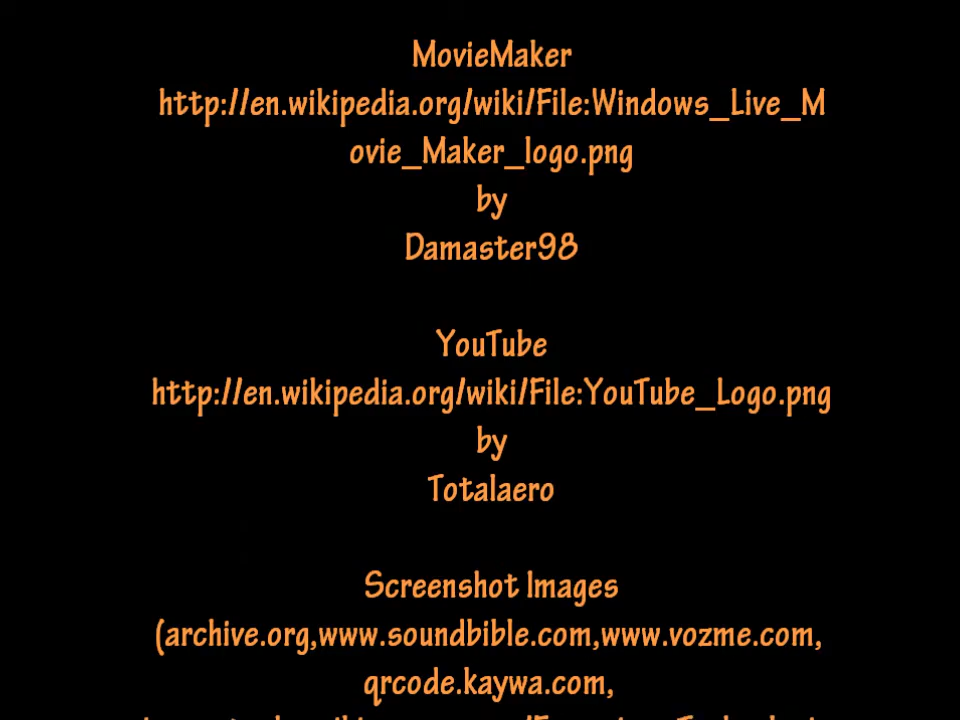 MovieMaker
http://en.wikipedia.org/wiki/File:Windows_Live_M
ovie_Maker_logo.png
by
Damaster98
YouTube
http://en.wikipedia.org/wiki/File:YouTube_Logo.png
by
Totalaero
Screenshot Images
(archive.org,www.soundbible.com,www.vozme.com,
qrcode.kaywa.com,